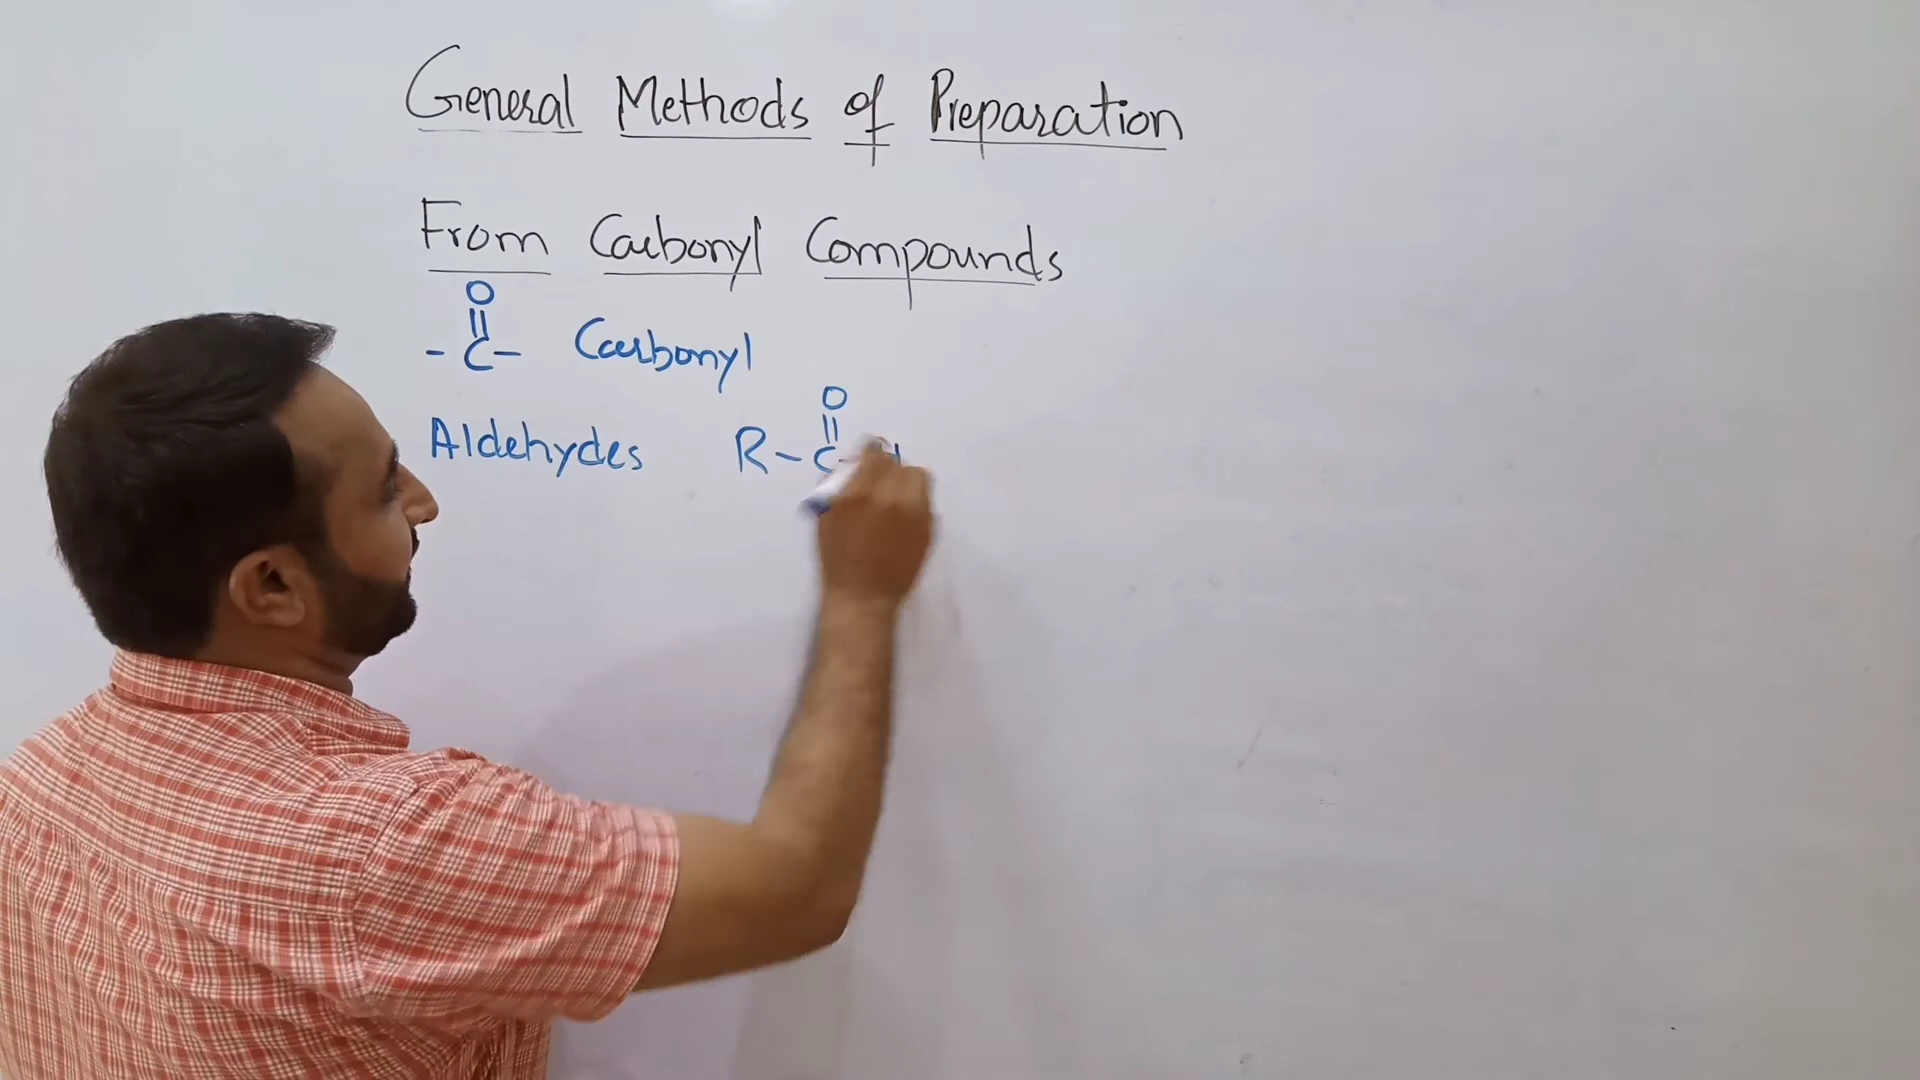 General Methods of Preparation
From Carbonyl Compounds
O
||
- C - Carbonyl
O
||
Aldehydes R - C